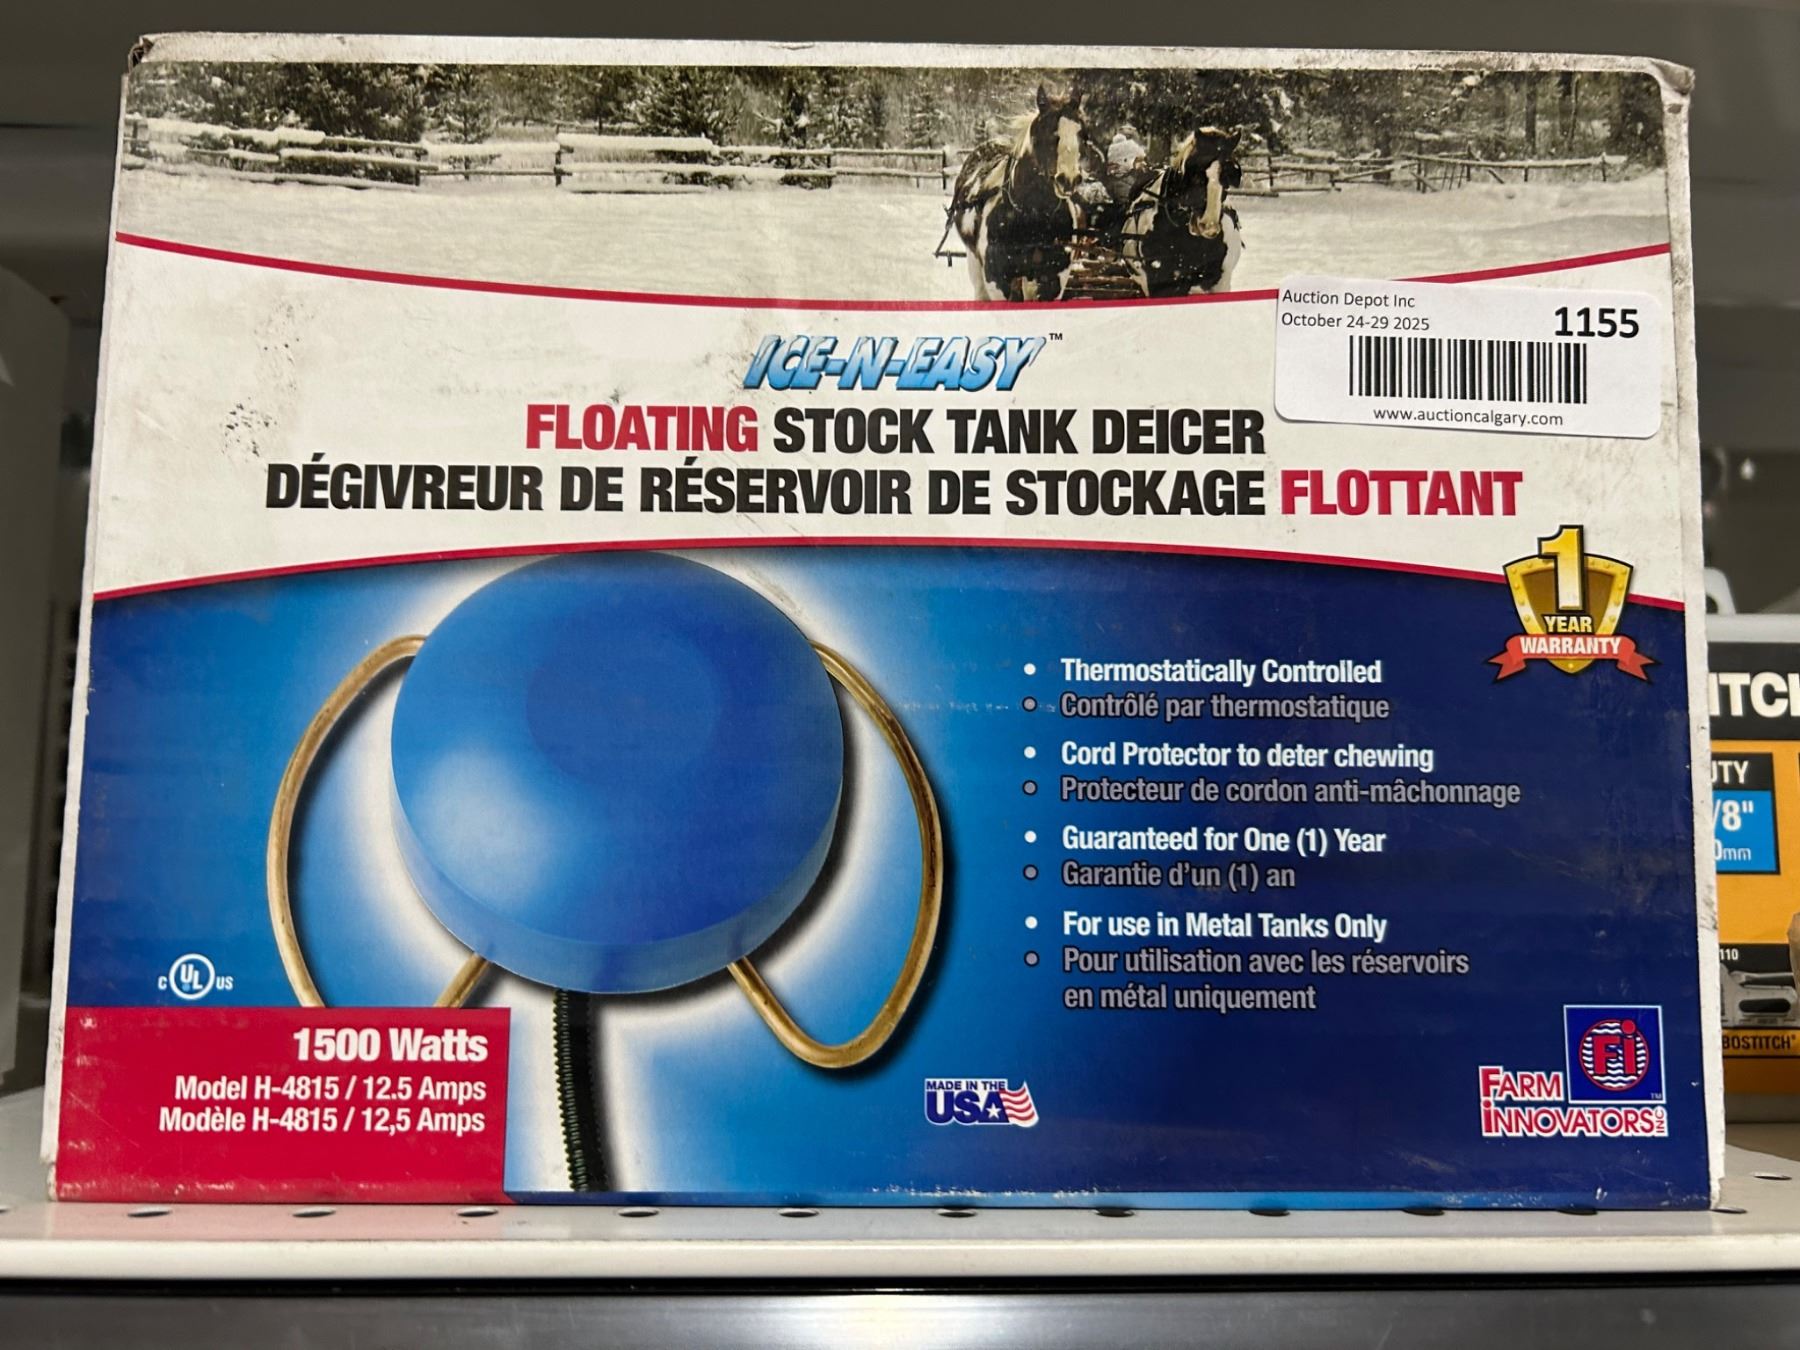 Auction Depot Inc
October 24-29 2025
1155
www.auctioncalgary.com
ICE-N-EASY™
FLOATING STOCK TANK DEICER
DÉGIVREUR DE RÉSERVOIR DE STOCKAGE FLOTTANT
1
YEAR
WARRANTY
• Thermostatically Controlled
• Contrôlé par thermostatique
• Cord Protector to deter chewing
• Protecteur de cordon anti-mâchonnage
• Guaranteed for One (1) Year
• Garantie d'un (1) an
• For use in Metal Tanks Only
• Pour utilisation avec les réservoirs
en métal uniquement
C UL US
1500 Watts
Model H-4815 / 12.5 Amps
Modèle H-4815 / 12,5 Amps
MADE IN THE
USA
Fi
TM
FARM
INNOVATORS INC
/8"
110
BOSTITCH®